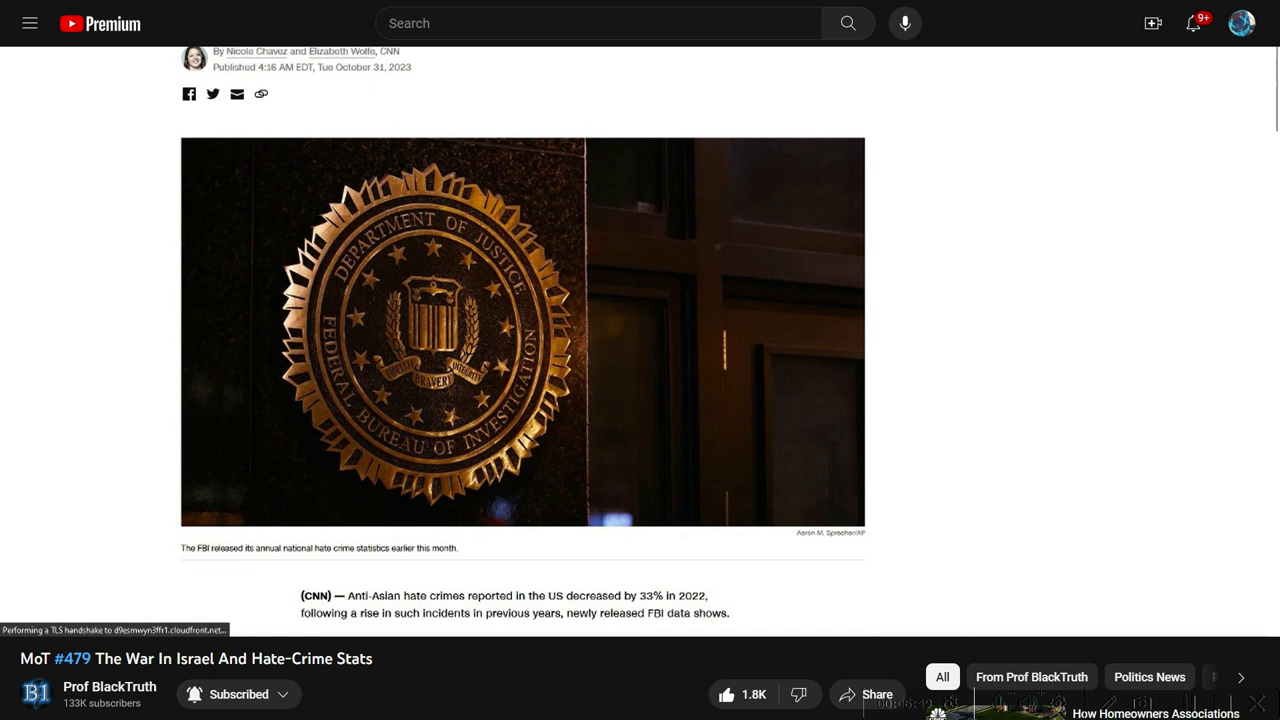 Premium
Search
9+
By Nicole Chavez and Elizabeth Wolfe, CNN
Published 4:16 AM EDT, Tue October 31, 2023
DEPARTMENT OF JUSTICE
FIDELITY BRAVERY INTEGRITY
FEDERAL BUREAU OF INVESTIGATION
Aaron M. Sprecher/AP
The FBI released its annual national hate crime statistics earlier this month.
(CNN) — Anti-Asian hate crimes reported in the US decreased by 33% in 2022,
following a rise in such incidents in previous years, newly released FBI data shows.
Performing a TLS handshake to d9esmwyn3ffr1.cloudfront.net...
MoT #479 The War In Israel And Hate-Crime Stats
Prof BlackTruth
133K subscribers
Subscribed
1.8K
Share
All
From Prof BlackTruth
Politics News
How Homeowners Associations